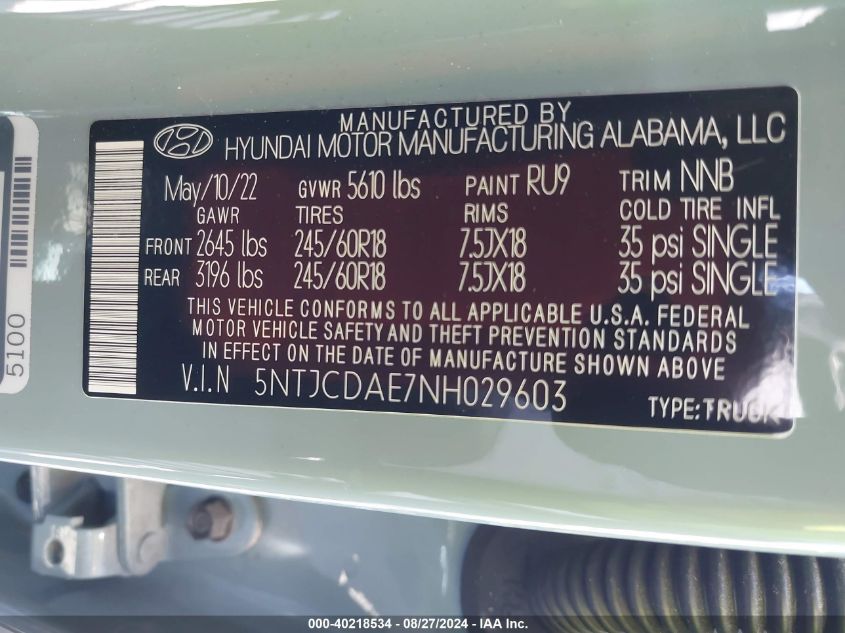 MANUFACTURED BY
HYUNDAI MOTOR MANUFACTURING ALABAMA, LLC
May/10/22 GVWR 5610 lbs PAINT RU9 TRIM NNB
GAWR TIRES RIMS COLD TIRE INFL
FRONT 2645 lbs 245/60R18 7.5JX18 35 psi SINGLE
REAR 3196 lbs 245/60R18 7.5JX18 35 psi SINGLE
THIS VEHICLE CONFORMS TO ALL APPLICABLE U.S.A. FEDERAL
MOTOR VEHICLE SAFETY AND THEFT PREVENTION STANDARDS
IN EFFECT ON THE DATE OF MANUFACTURE SHOWN ABOVE
V.I.N 5NTJCDAE7NH029603
TYPE:TRUCK
5100
000-40218534 - 08/27/2024 - IAA Inc.